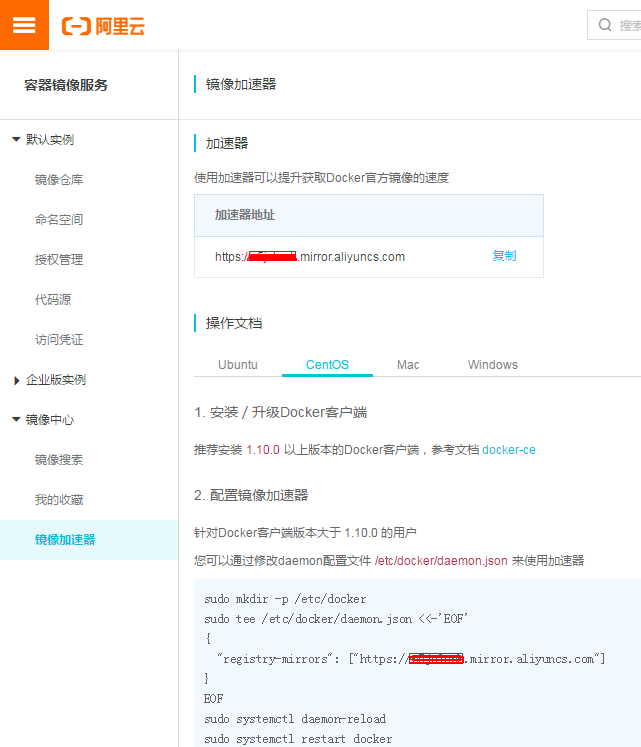 阿里云
搜索
容器镜像服务
默认实例
镜像仓库
命名空间
授权管理
代码源
访问凭证
企业版实例
镜像中心
镜像搜索
我的收藏
镜像加速器
镜像加速器
加速器
使用加速器可以提升获取Docker官方镜像的速度
加速器地址
https:/ .mirror.aliyuncs.com 复制
操作文档
Ubuntu CentOS Mac Windows
1. 安装 / 升级Docker客户端
推荐安装 1.10.0 以上版本的Docker客户端，参考文档 docker-ce
2. 配置镜像加速器
针对Docker客户端版本大于 1.10.0 的用户
您可以通过修改daemon配置文件 /etc/docker/daemon.json 来使用加速器
sudo mkdir -p /etc/docker
sudo tee /etc/docker/daemon.json <<-'EOF'
{
"registry-mirrors": ["https:// .mirror.aliyuncs.com"]
}
EOF
sudo systemctl daemon-reload
sudo systemctl restart docker